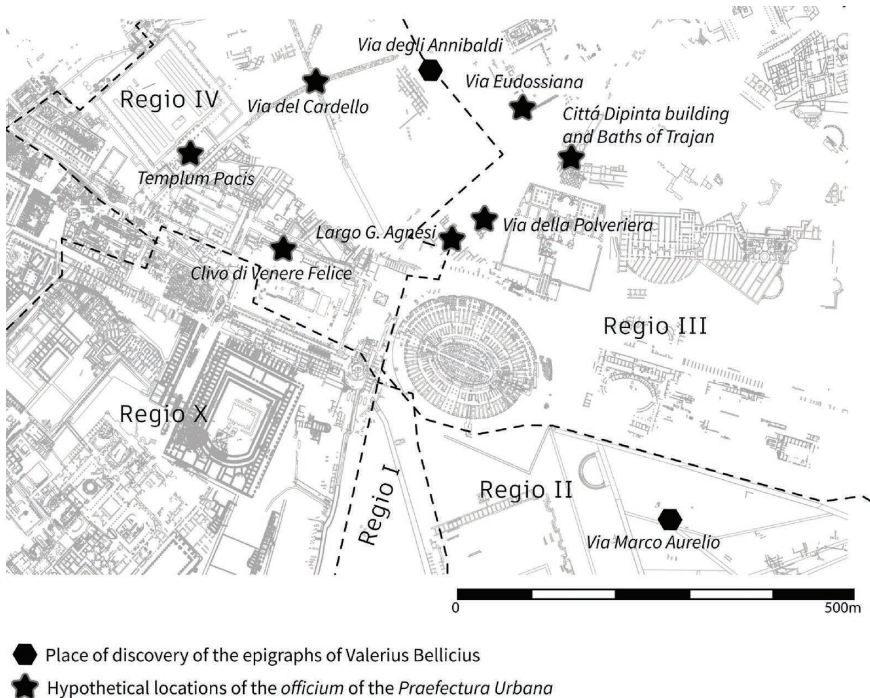 Via degli Annibaldi
Regio IV
Via del Cardello
Via Eudossiana
Cittá Dipinta building
and Baths of Trajan
Templum Pacis
Largo G. Agnesi
Via della Polveriera
Clivo di Venere Felice
Regio III
Regio X
Regio I
Regio II
Via Marco Aurelio
0
500m
Place of discovery of the epigraphs of Valerius Bellicius
Hypothetical locations of the officium of the Praefectura Urbana